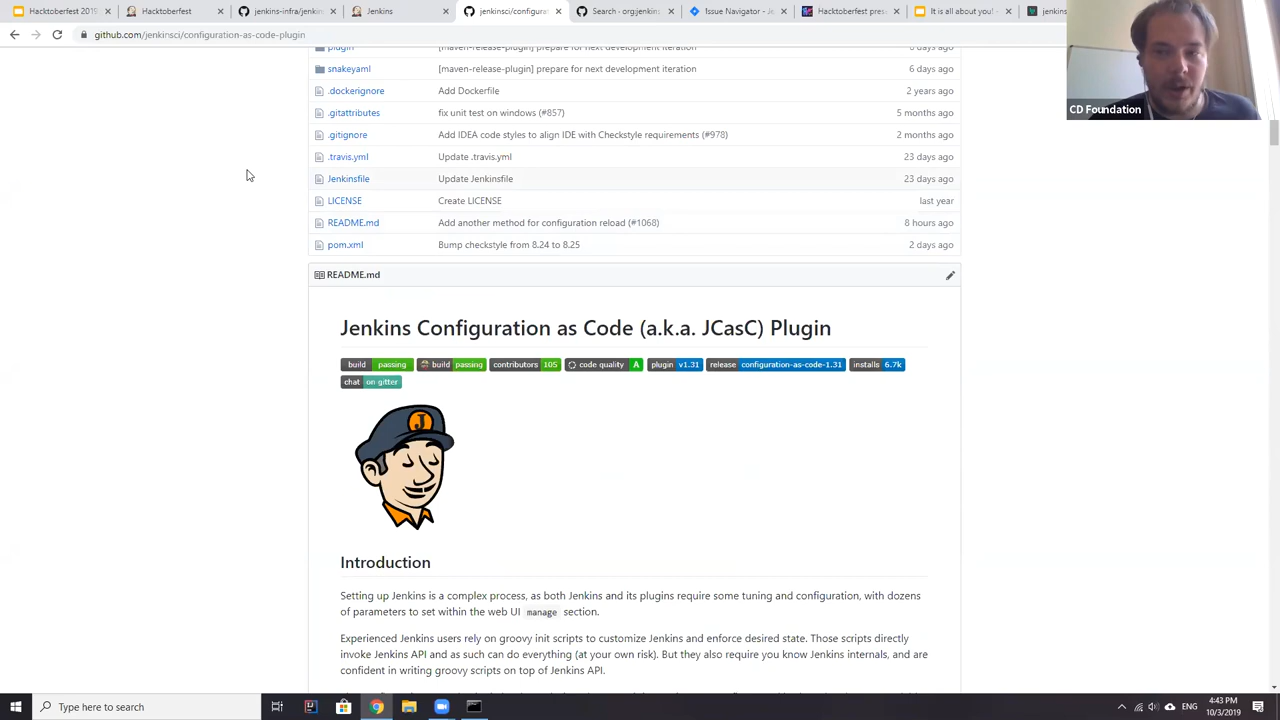 Hacktoberfest 2019
Hacktoberfest
jenkins-infra/jenkin
Jenkins
jenkinsci/configurat
Search · org:jenkins
Issue Navigator - Je
Hacktoberfest pres
It is all about you! -
jenkins
github.com/jenkinsci/configuration-as-code-plugin
plugin [maven-release-plugin] prepare for next development iteration 6 days ago
snakeyaml [maven-release-plugin] prepare for next development iteration 6 days ago
.dockerignore Add Dockerfile 2 years ago
.gitattributes fix unit test on windows (#857) 5 months ago
.gitignore Add IDEA code styles to align IDE with Checkstyle requirements (#978) 2 months ago
.travis.yml Update .travis.yml 23 days ago
Jenkinsfile Update Jenkinsfile 23 days ago
LICENSE Create LICENSE last year
README.md Add another method for configuration reload (#1068) 8 hours ago
pom.xml Bump checkstyle from 8.24 to 8.25 2 days ago
CD Foundation
README.md
Jenkins Configuration as Code (a.k.a. JCasC) Plugin
build passing build passing contributors 105 code quality A plugin v1.31 release configuration-as-code-1.31 installs 6.7k
chat on gitter
J
Introduction
Setting up Jenkins is a complex process, as both Jenkins and its plugins require some tuning and configuration, with dozens
of parameters to set within the web UI manage section.
Experienced Jenkins users rely on groovy init scripts to customize Jenkins and enforce desired state. Those scripts directly
invoke Jenkins API and as such can do everything (at your own risk). But they also require you know Jenkins internals, and are
confident in writing groovy scripts on top of Jenkins API.
Type here to search
4:43 PM
10/3/2019